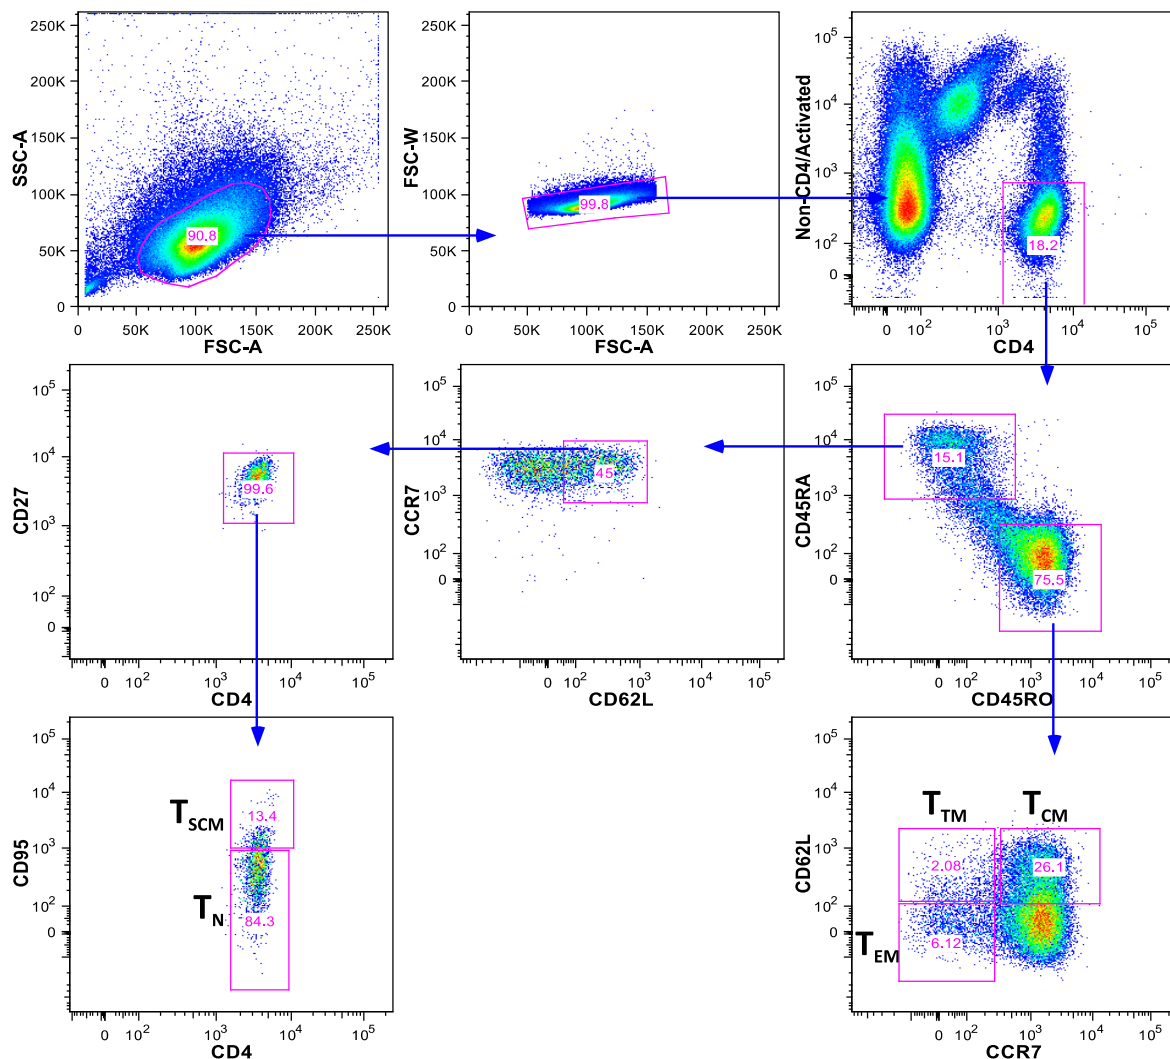 250K
200K
150K
100K
50K
0
SSC-A
90.8
0
50K
100K
150K
200K
250K
FSC-A
250K
200K
150K
100K
50K
0
FSC-W
99.8
0
50K
100K
150K
200K
250K
FSC-A
10^5
10^4
10^3
10^2
0
Non-CD4/Activated
18.2
0
10^2
10^3
10^4
10^5
CD4
10^5
10^4
10^3
10^2
0
CD27
99.6
0
10^2
10^3
10^4
10^5
CD4
10^5
10^4
10^3
10^2
0
CCR7
45
0
10^2
10^3
10^4
10^5
CD62L
10^5
10^4
10^3
10^2
0
CD45RA
15.1
75.5
0
10^2
10^3
10^4
10^5
CD45RO
10^5
10^4
10^3
10^2
0
CD95
T_SCM
13.4
T_N
84.3
0
10^2
10^3
10^4
10^5
CD4
10^5
10^4
10^3
10^2
0
CD62L
T_TM
T_CM
2.08
26.1
T_EM
6.12
0
10^2
10^3
10^4
10^5
CCR7